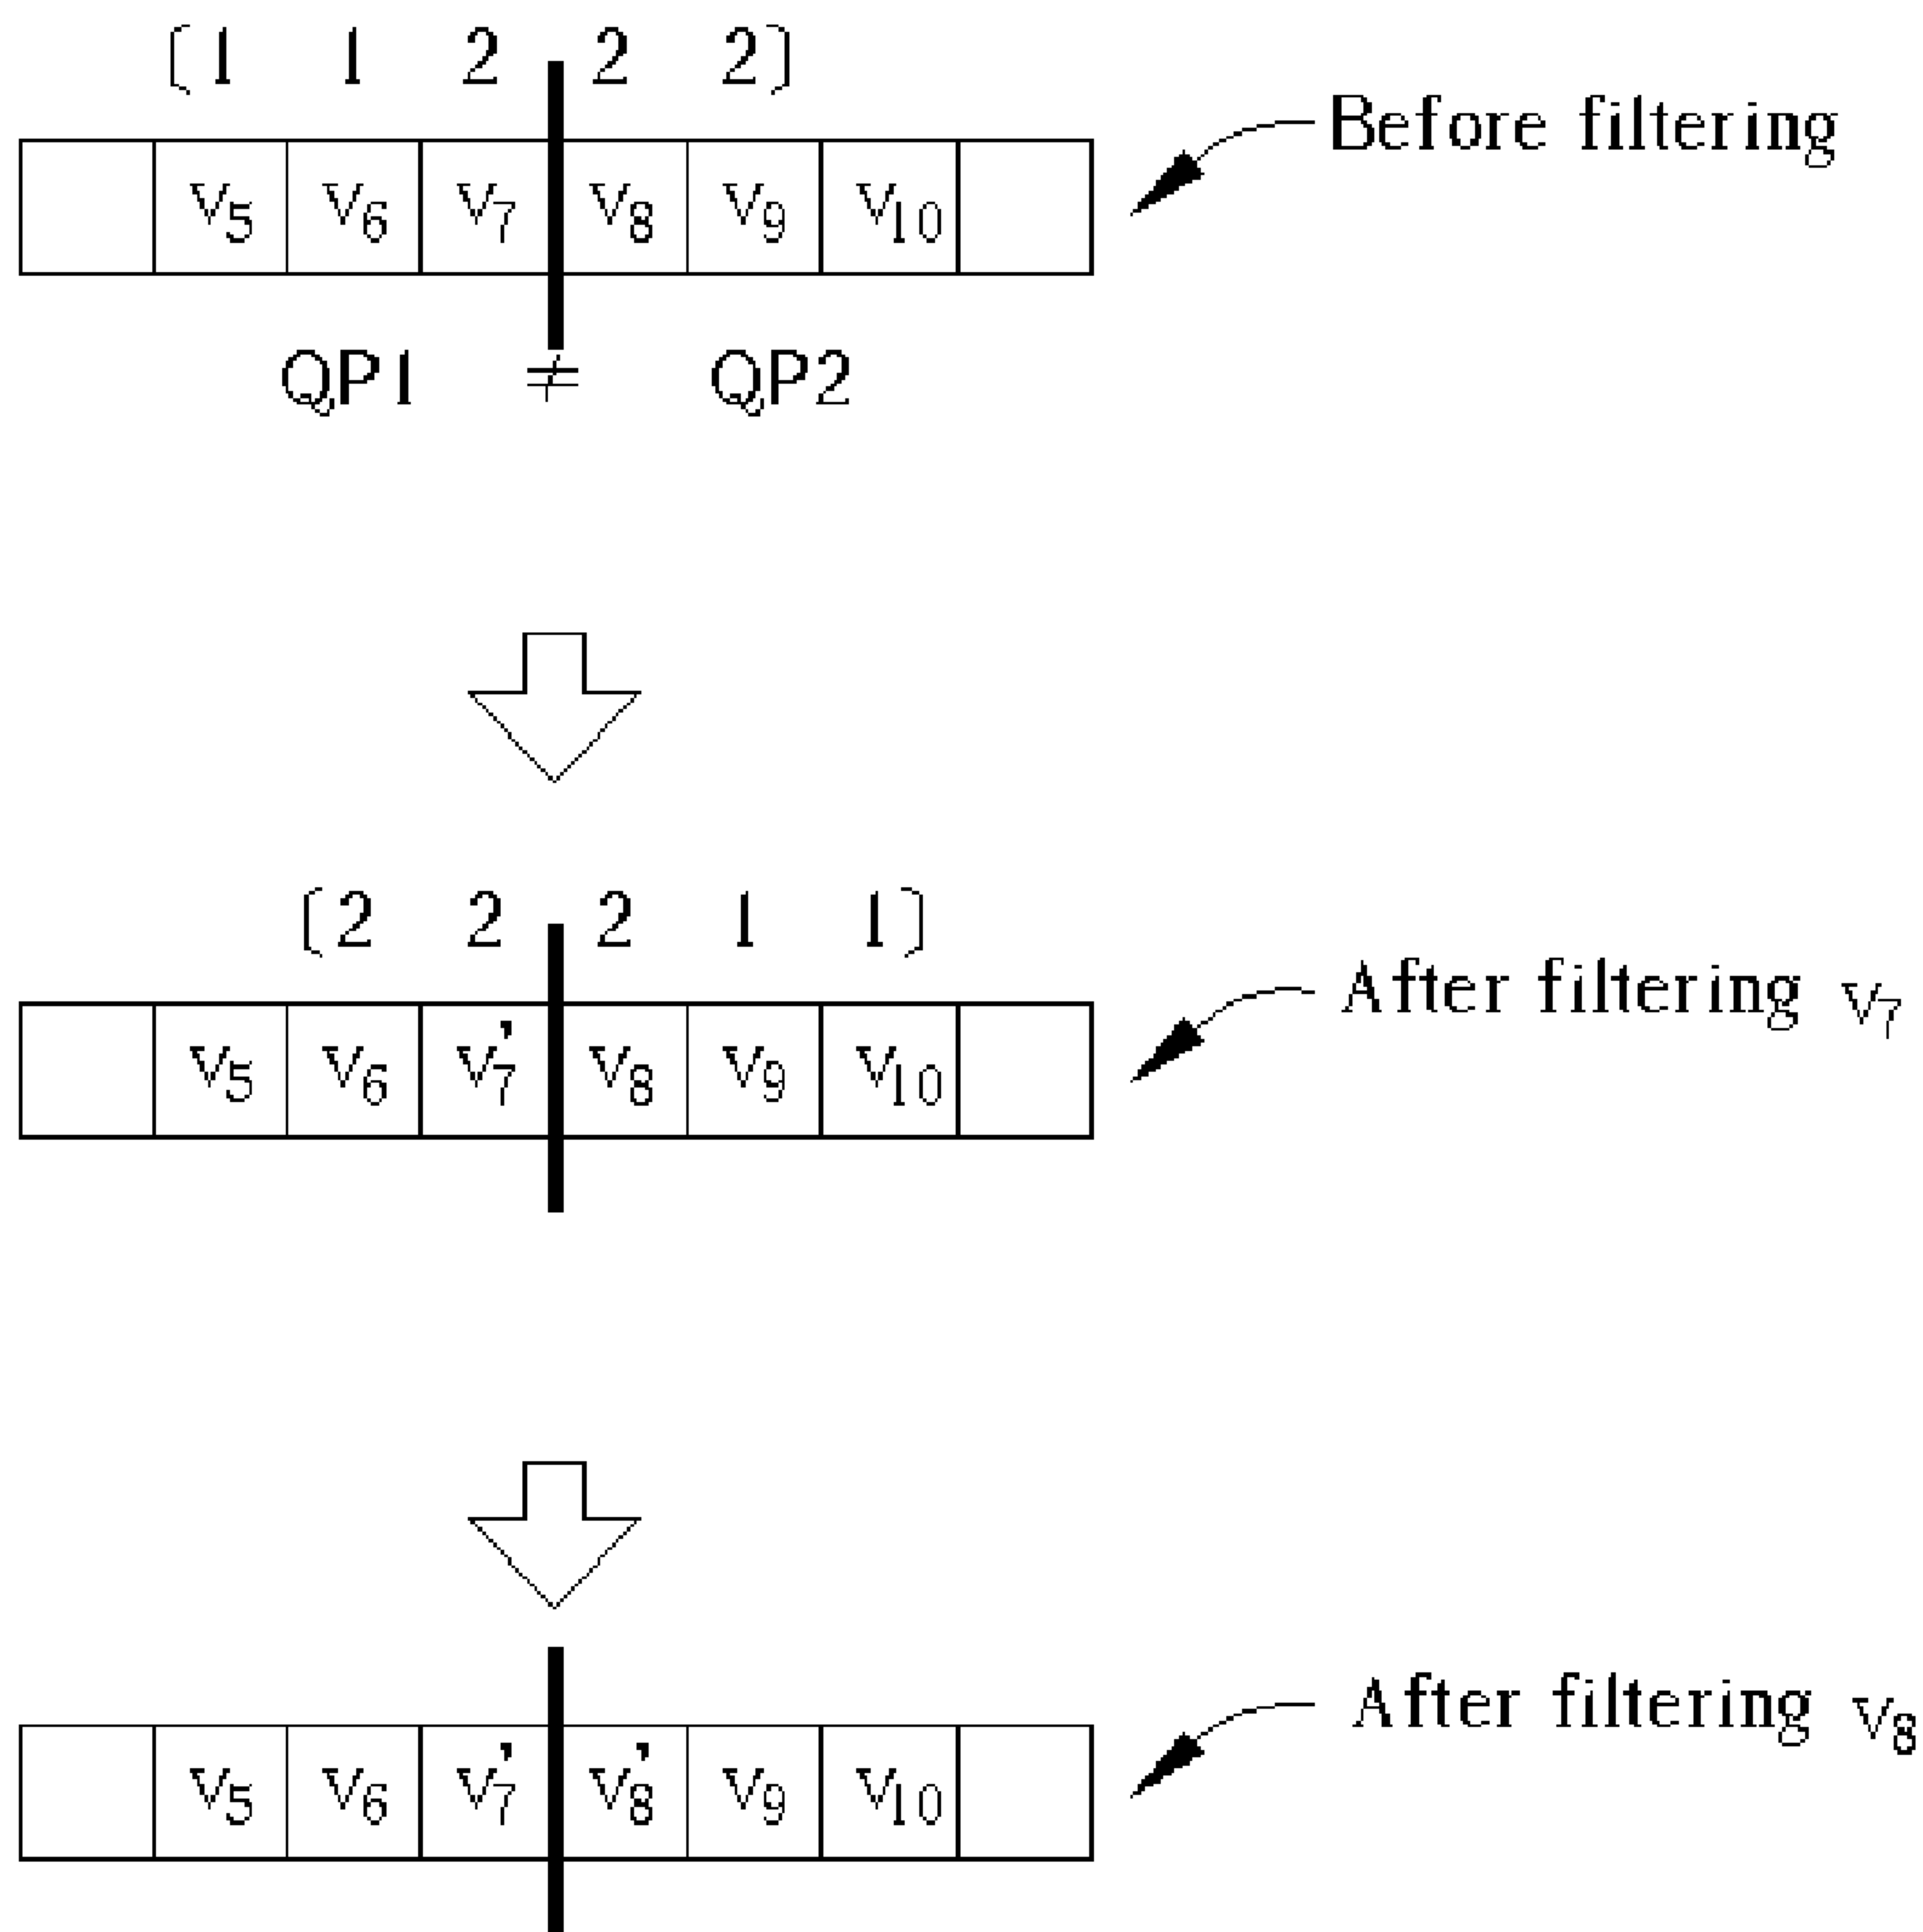 (1 1 2 2 2)
Before filtering
v5 v6 v7 v8 v9 v10
QP1 ≠ QP2
(2 2 2 1 1)
After filtering v7
v5 v6 v7' v8 v9 v10
After filtering v8
v5 v6 v7' v8' v9 v10